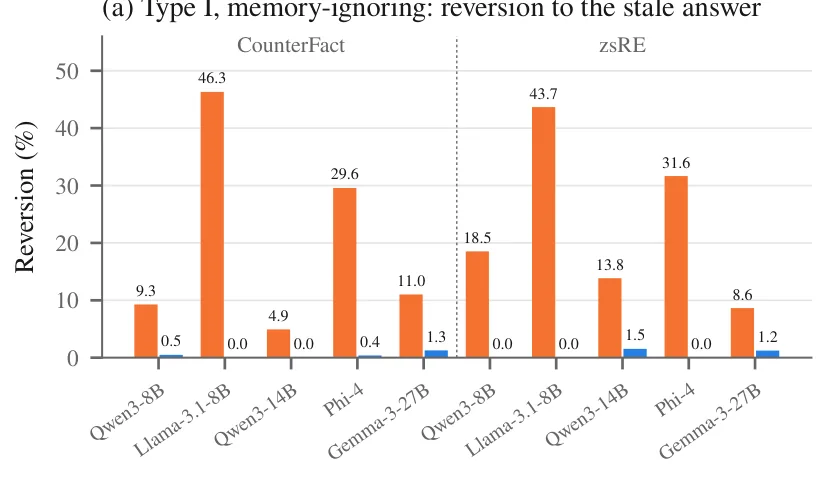 (a) Type I, memory-ignoring: reversion to the stale answer
CounterFact
zsRE
Reversion (%)
50
40
30
20
10
0
9.3
0.5
46.3
0.0
4.9
0.0
29.6
0.4
11.0
1.3
18.5
0.0
43.7
0.0
13.8
1.5
31.6
0.0
8.6
1.2
Qwen3-8B
Llama-3.1-8B
Qwen3-14B
Phi-4
Gemma-3-27B
Qwen3-8B
Llama-3.1-8B
Qwen3-14B
Phi-4
Gemma-3-27B